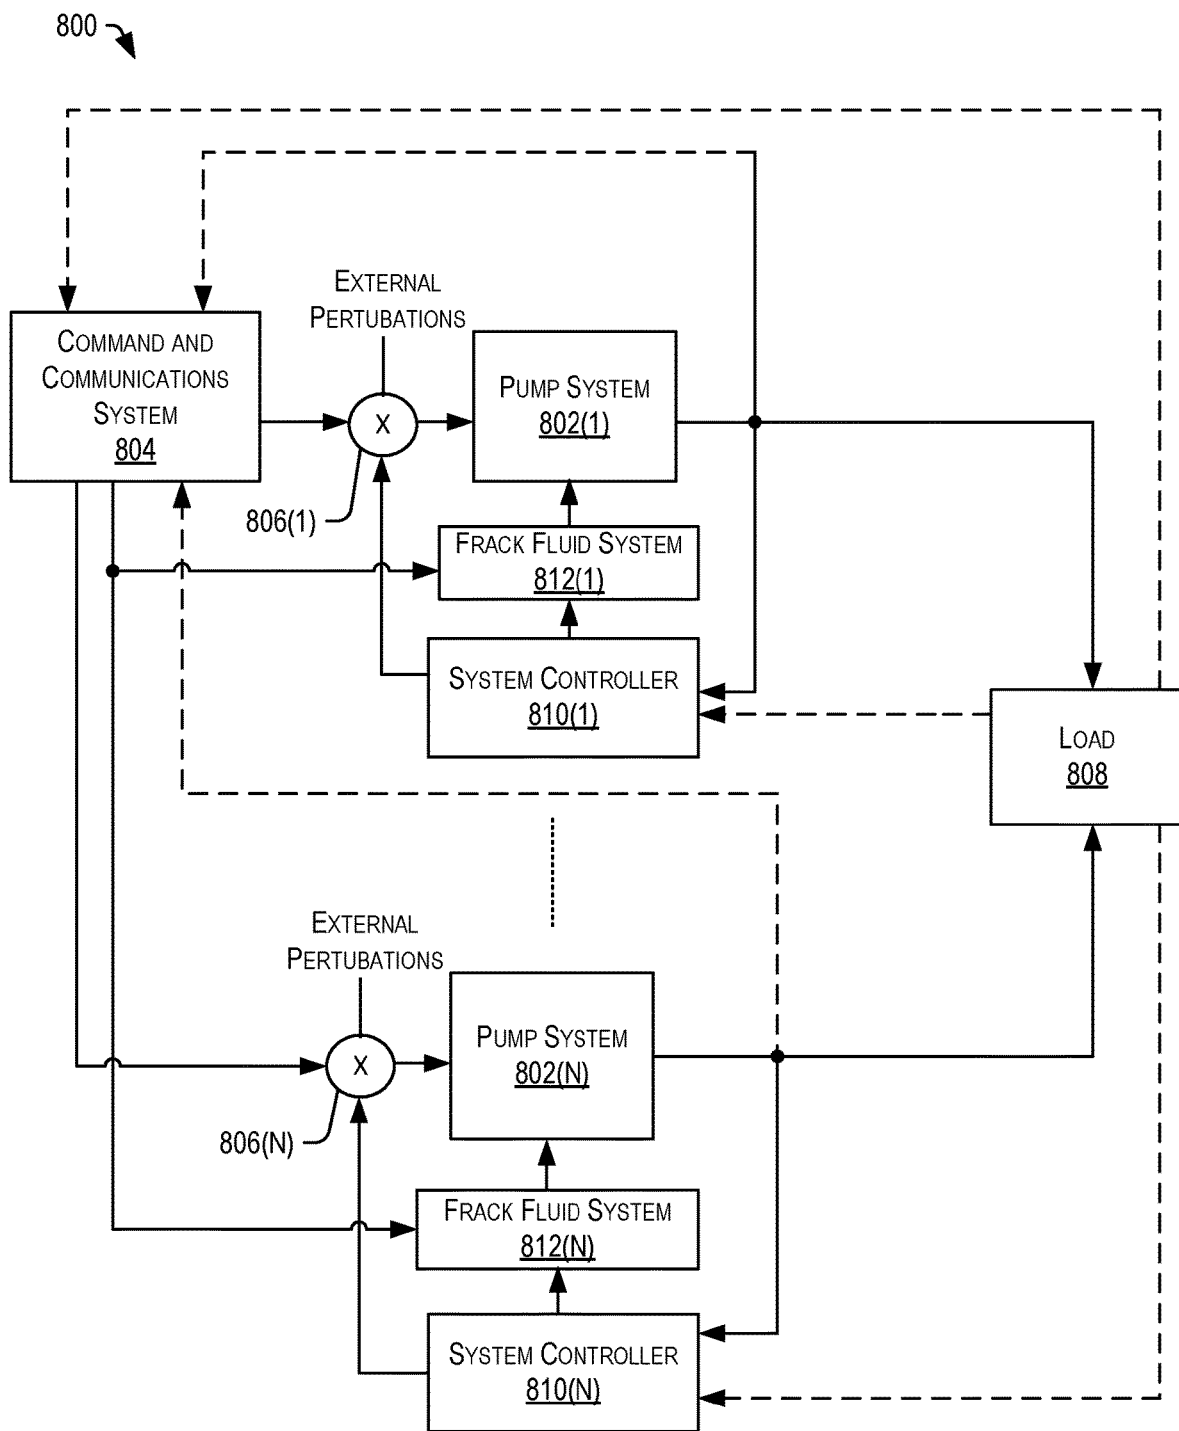 800
EXTERNAL
PERTUBATIONS
COMMAND AND
COMMUNICATIONS
SYSTEM
804
X
PUMP SYSTEM
802(1)
806(1)
FRACK FLUID SYSTEM
812(1)
SYSTEM CONTROLLER
810(1)
LOAD
808
EXTERNAL
PERTUBATIONS
X
PUMP SYSTEM
802(N)
806(N)
FRACK FLUID SYSTEM
812(N)
SYSTEM CONTROLLER
810(N)